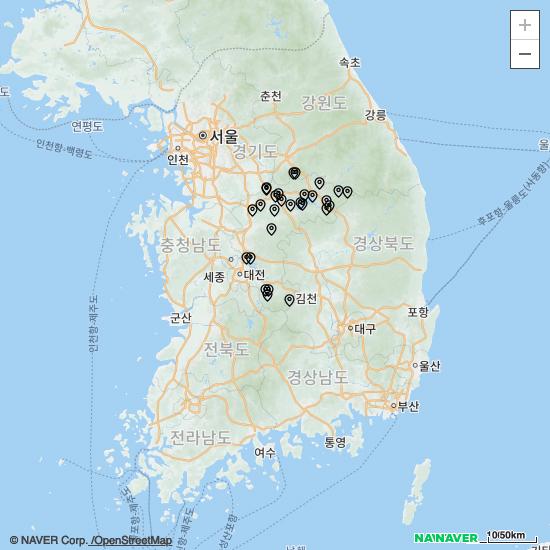 +
−
속초
춘천
강원도
강릉
도
연평도
서울
인천항-백령도
인천
경기도
울
후포항-울릉도(사동항)
충청남도
경상북도
세종
대전
인천항-제주도
김천
군산
포항
대구
전북도
울산
경상남도
부산
전라남도
통영
여수
© NAVER Corp. /OpenStreetMap
NAVER
10/50km